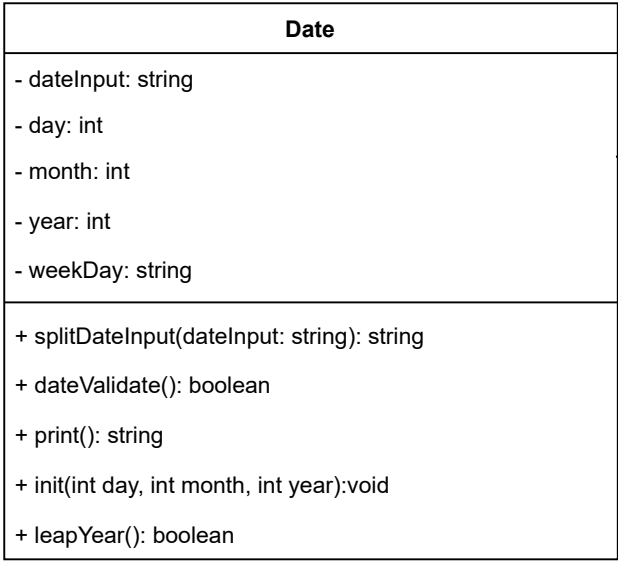 Date
- dateInput: string
- day: int
- month: int
- year: int
- weekDay: string
+ splitDateInput(dateInput: string): string
+ dateValidate(): boolean
+ print(): string
+ init(int day, int month, int year):void
+ leapYear(): boolean